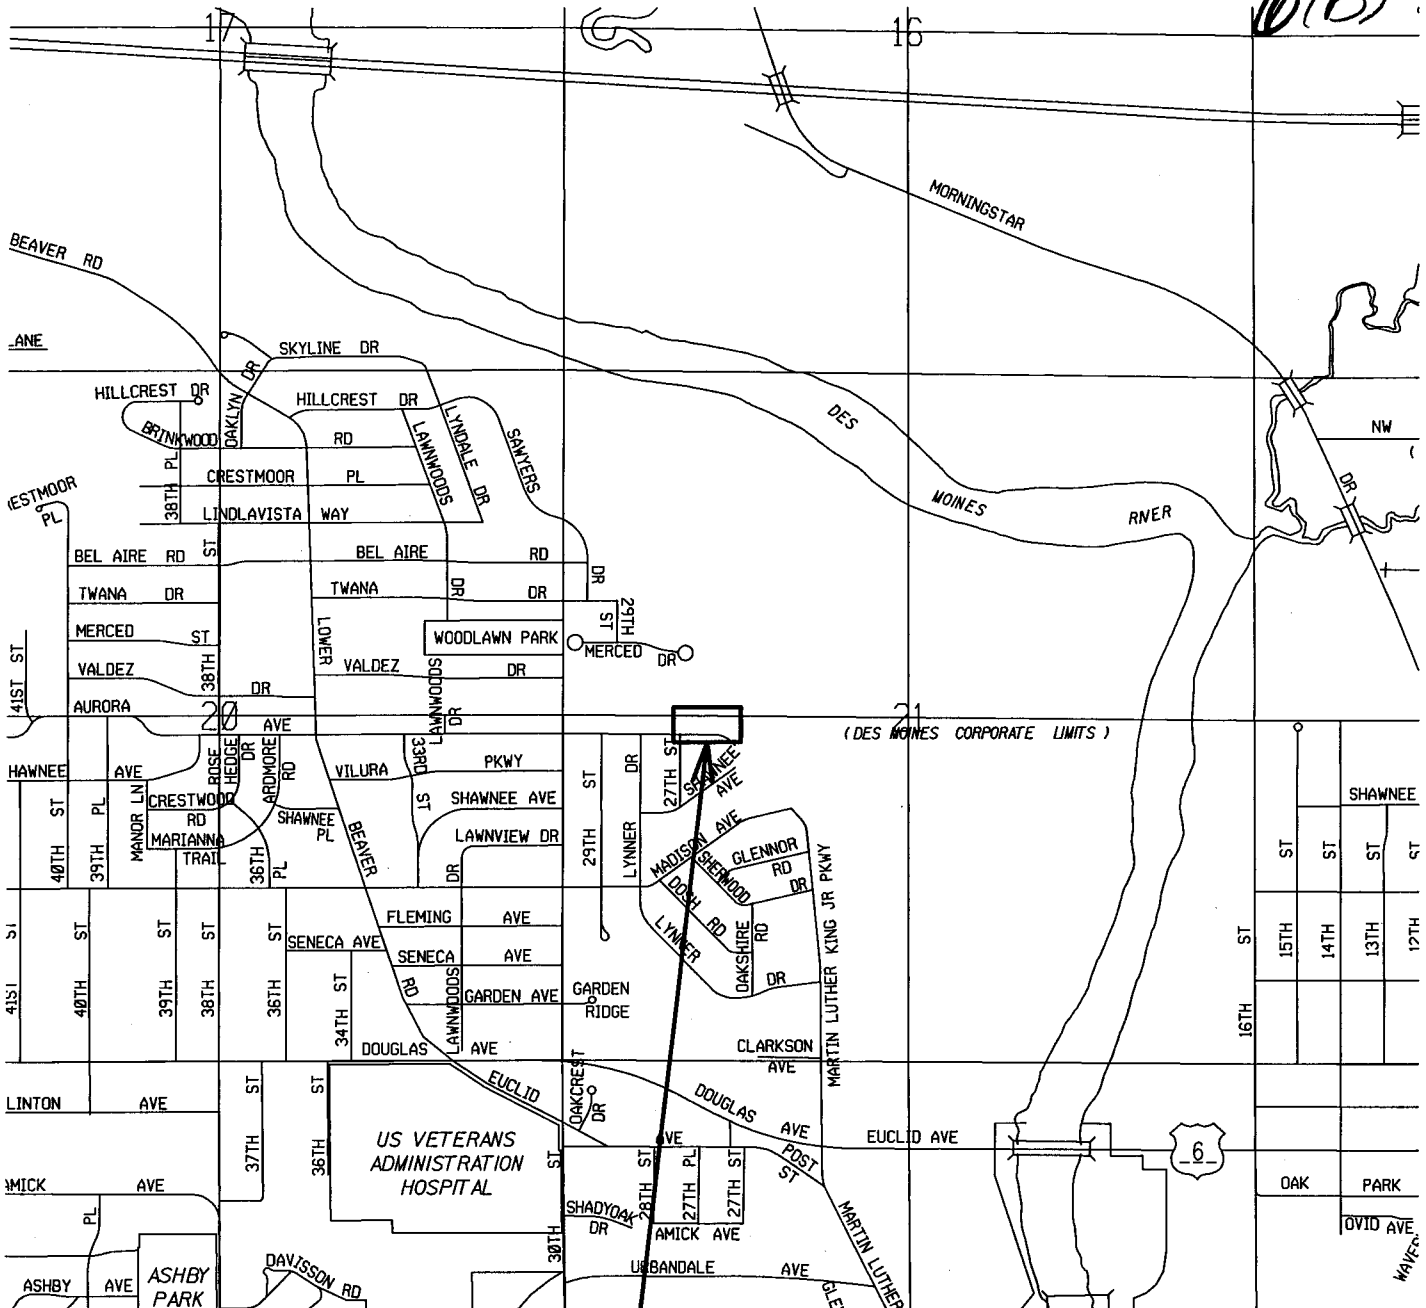 17
16
10(B)
MORNINGSTAR
BEAVER RD
SKYLINE DR
DR
HILLCREST DR
HILLCREST DR
OAKLYN
LYNDALE DR
SAWYERS
DES
BRINKWOOD
RD
LAWNWOODS
NW
(
38TH PL
CRESTMOOR PL
DR
PL
MOINES
RIVER
LINDLAVISTA WAY
ST
BEL AIRE RD
BEL AIRE RD
DR
TWANA DR
TWANA DR
DR
29TH
ST
MERCED ST
LOWER
WOODLAWN PARK
MERCED DR
41ST ST
VALDEZ
DR
38TH
VALDEZ DR
LAWNWOODS
DR
AURORA
20
AVE
21
(DES MOINES CORPORATE LIMITS)
HAWNEE AVE
ROSE
HEDGE
DR
ARDMORE
RD
33RD
ST
VILURA PKWY
ST
DR
27TH ST
SHAWNEE
AVE
MANOR LN
CRESTWOOD
RD
SHAWNEE
PL
SHAWNEE AVE
SHAWNEE
40TH ST
39TH PL
MARIANNA
TRAIL
36TH
PL
BEAVER
LAWNVIEW DR
DR
29TH
LYNNER
MADISON AVE
SHERWOOD
GLENNOR
RD
DR
15TH ST
14TH ST
13TH ST
12TH ST
DOSH RD
LYNNER
OAKSHIRE RD
DR
MARTIN LUTHER KING JR PKWY
FLEMING AVE
41ST
40TH ST
39TH ST
38TH ST
36TH ST
SENECA AVE
SENECA AVE
RD
34TH ST
LAWNWOODS
GARDEN AVE
GARDEN
RIDGE
16TH ST
DOUGLAS AVE
CLARKSON
AVE
LINTON AVE
37TH ST
36TH ST
EUCLID
OAKCREST
DR
DOUGLAS
AVE
EUCLID AVE
US VETERANS
ADMINISTRATION
HOSPITAL
POST
ST
6
28TH ST
27TH PL
27TH ST
30TH ST
AMICK AVE
PL
OAK PARK
SHADYOAK
DR
AMICK AVE
OVID AVE
ASHBY AVE
ASHBY
PARK
DAVISSON RD
URBANDALE AVE
MARTIN LUTHER